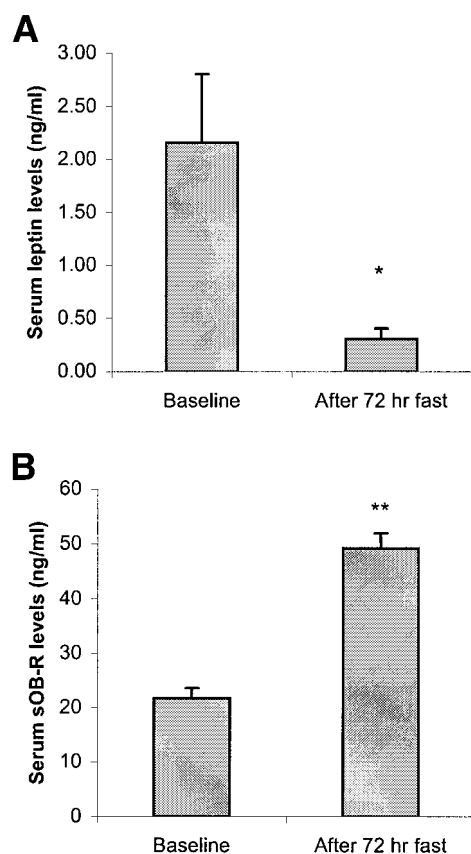 A
Serum leptin levels (ng/ml)
3.00
2.50
2.00
1.50
1.00
0.50
0.00
*
Baseline After 72 hr fast
B
Serum sOB-R levels (ng/ml)
60
50
40
30
20
10
0
**
Baseline After 72 hr fast